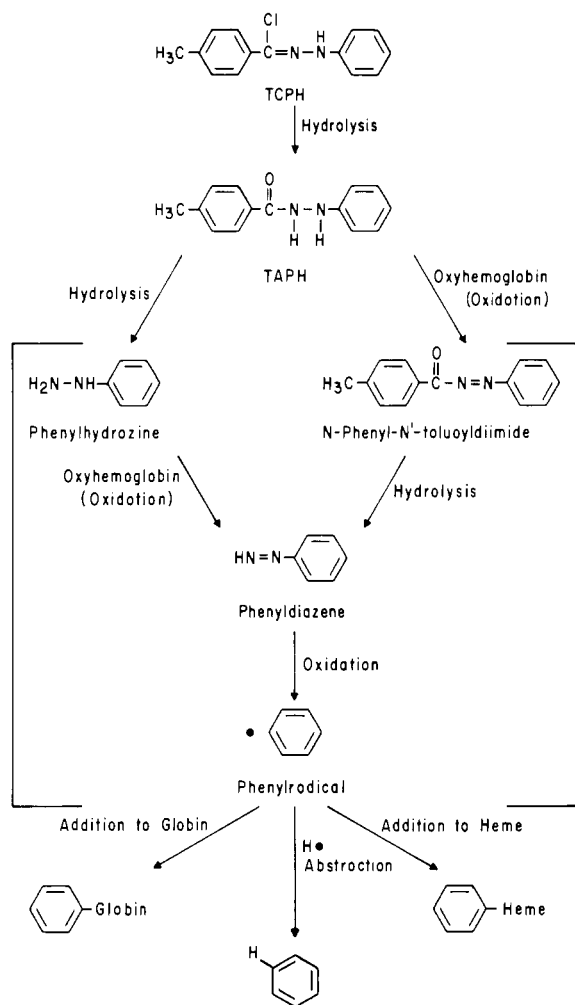 Cl
H
H₃C C=N—N
TCPH
Hydrolysis
O
H₃C C—N—N
H H
TAPH
Hydrolysis
Oxyhemoglobin
(Oxidotion)
H₂N—NH
O
H₃C C—N=N
Phenylhydrozine
N-Phenyl-N'-toluoyldiimide
Oxyhemoglobin
(Oxidotion)
Hydrolysis
HN=N
Phenyldiazene
Oxidation
Phenylrodical
Addition to Globin
H•
Abstroction
Addition to Heme
Globin
Heme
H